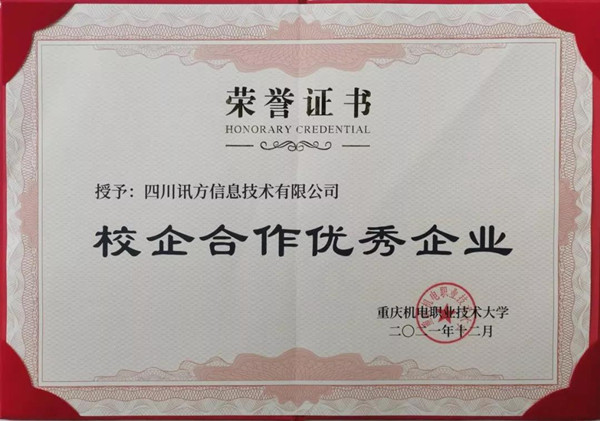 荣誉证书
HONORARY CREDENTIAL
授予：四川讯方信息技术有限公司
校企合作优秀企业
重庆机电职业技术大学
二〇二一年十二月